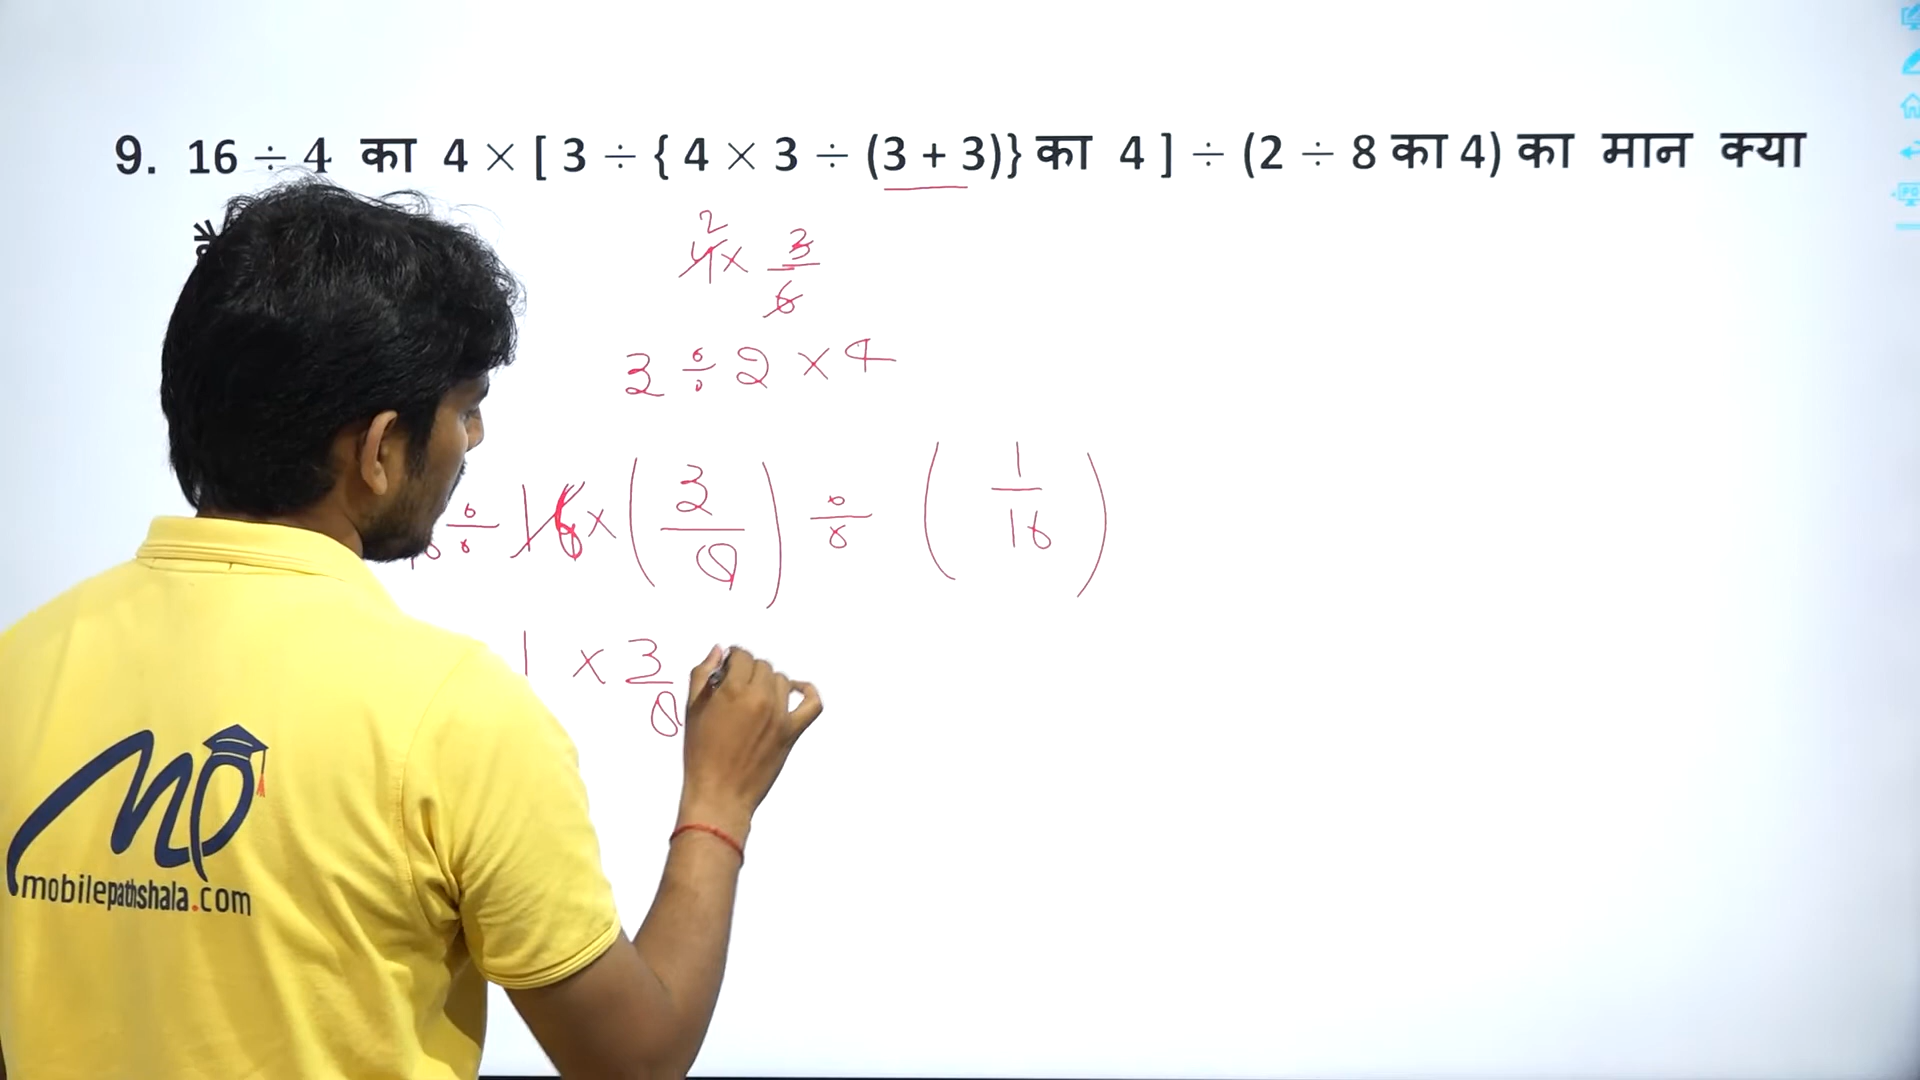 9. 16 ÷ 4 का 4 × [ 3 ÷ { 4 × 3 ÷ (3 + 3)} का 4 ] ÷ (2 ÷ 8 का 4) का मान क्या
2
4 × 3/6
3 ÷ 2 × 4
÷ 16 × ( 3/8 ) ÷ ( 1/16 )
1 × 3/8
MP
mobilepathshala.com